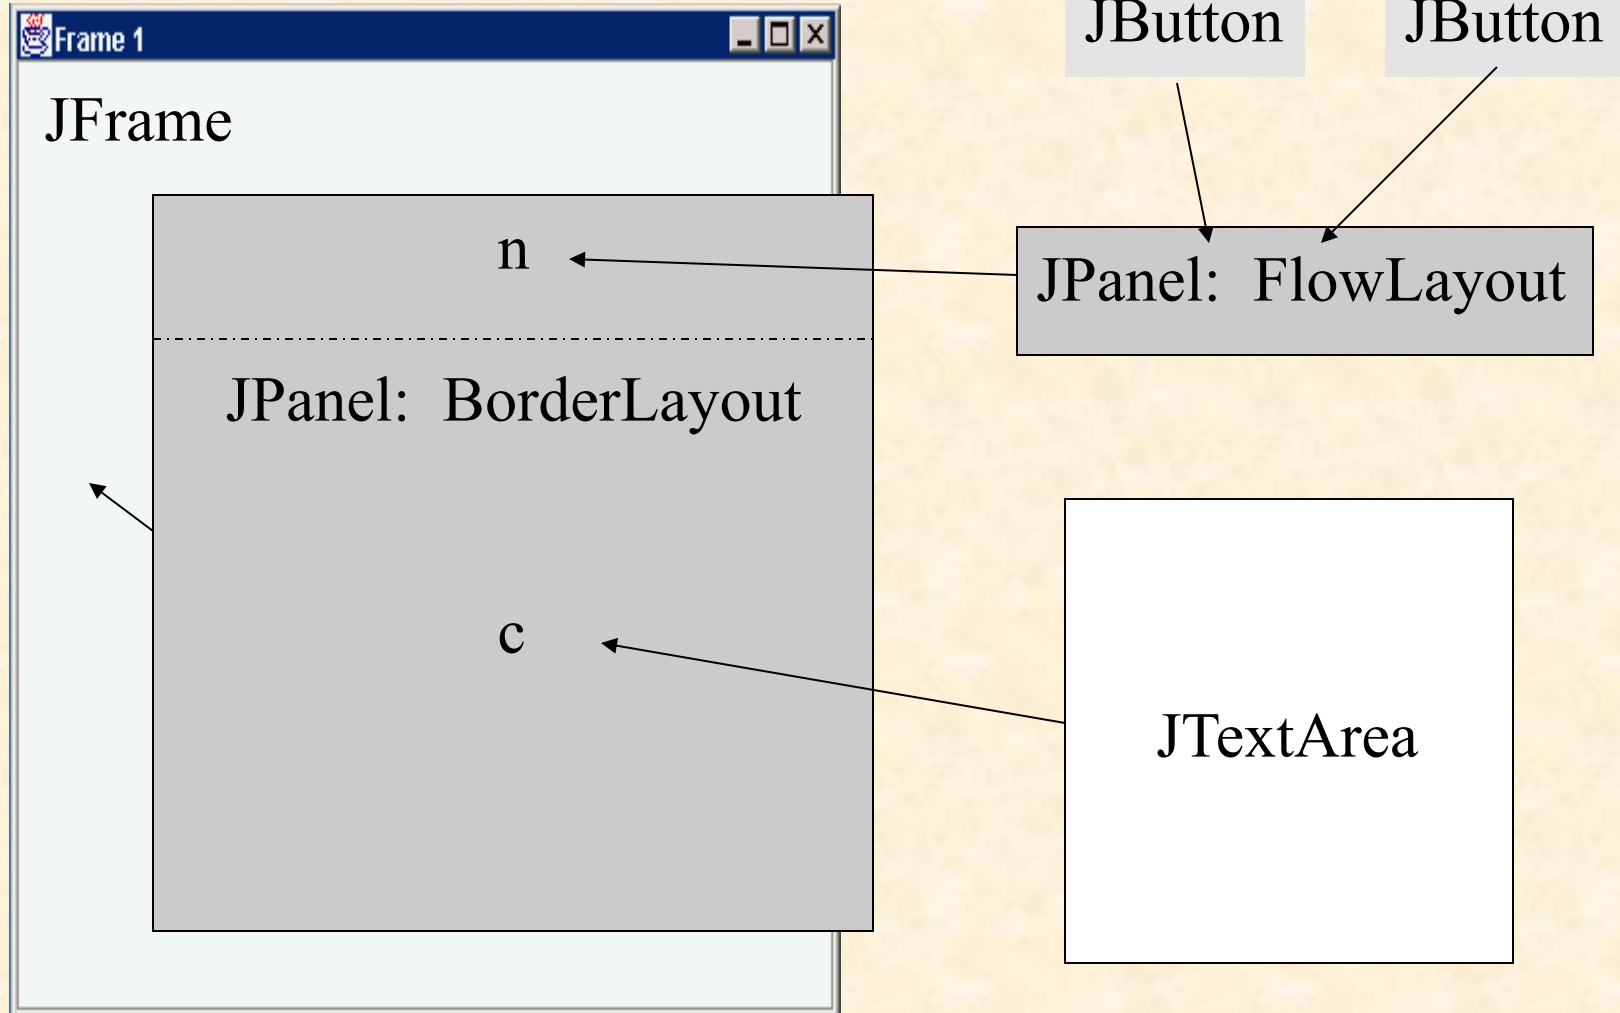 Frame 1
JButton
JButton
JFrame
n
JPanel: FlowLayout
JPanel: BorderLayout
c
JTextArea